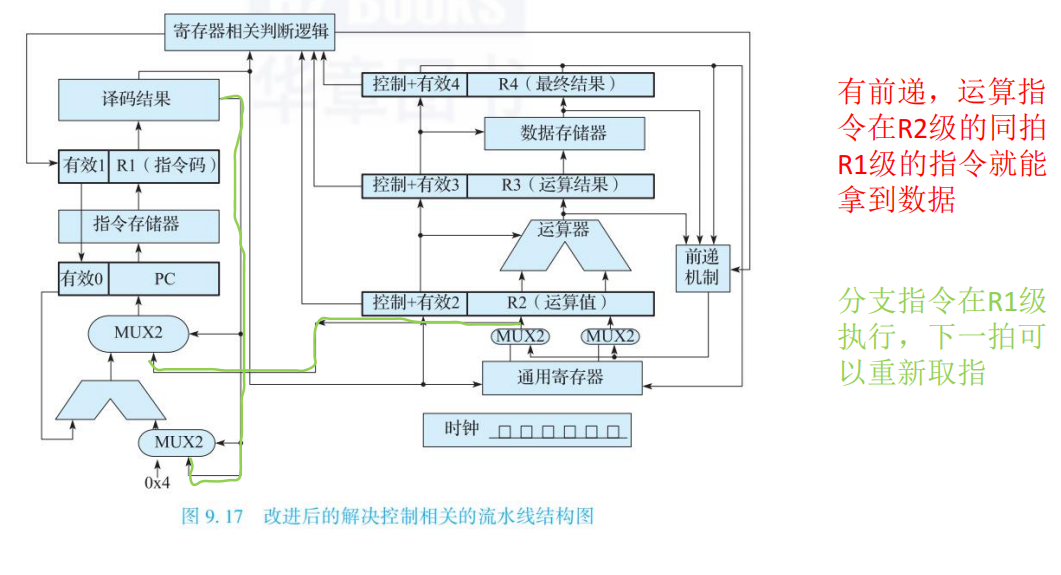 寄存器相关判断逻辑
译码结果
有效1 R1（指令码）
指令存储器
有效0 PC
MUX2
MUX2
0x4
控制+有效4 R4（最终结果）
数据存储器
控制+有效3 R3（运算结果）
运算器
前递
机制
控制+有效2 R2（运算值）
MUX2 MUX2
通用寄存器
时钟
图 9.17 改进后的解决控制相关的流水线结构图
有前递，运算指
令在R2级的同拍
R1级的指令就能
拿到数据
分支指令在R1级
执行，下一拍可
以重新取指